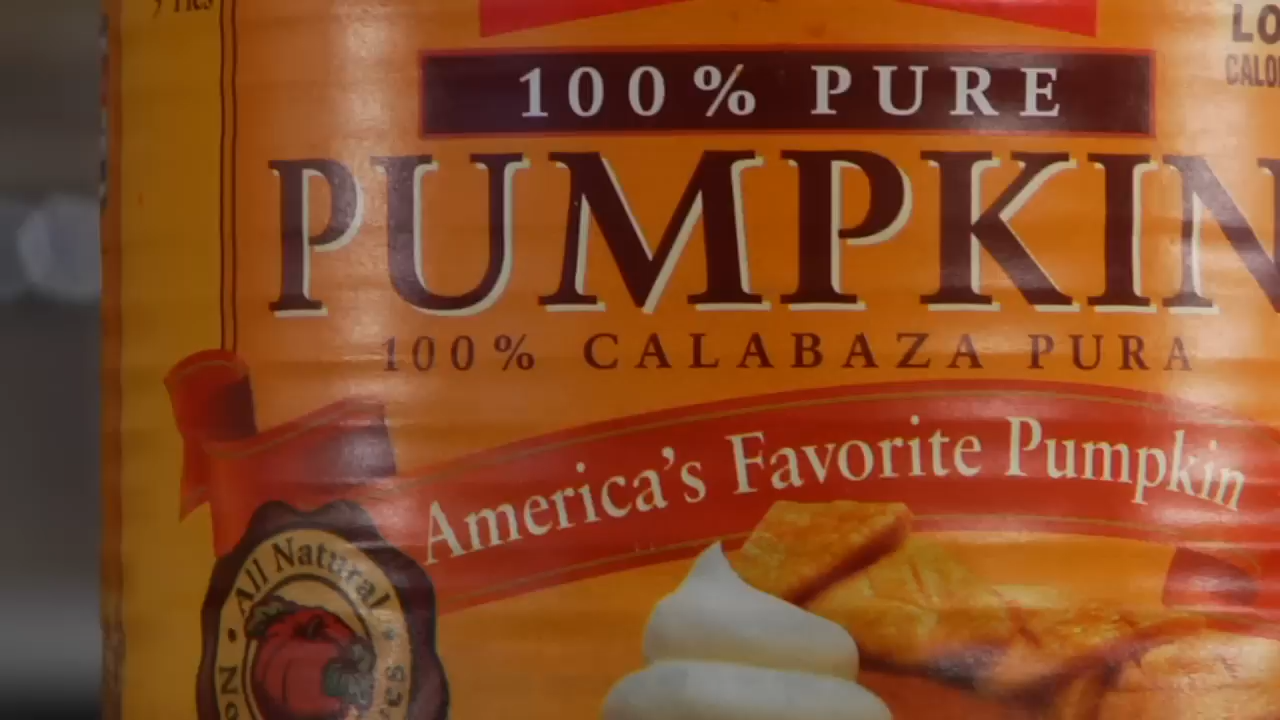 100% PURE
PUMPKIN
100% CALABAZA PURA
America's Favorite Pumpkin
All Natural